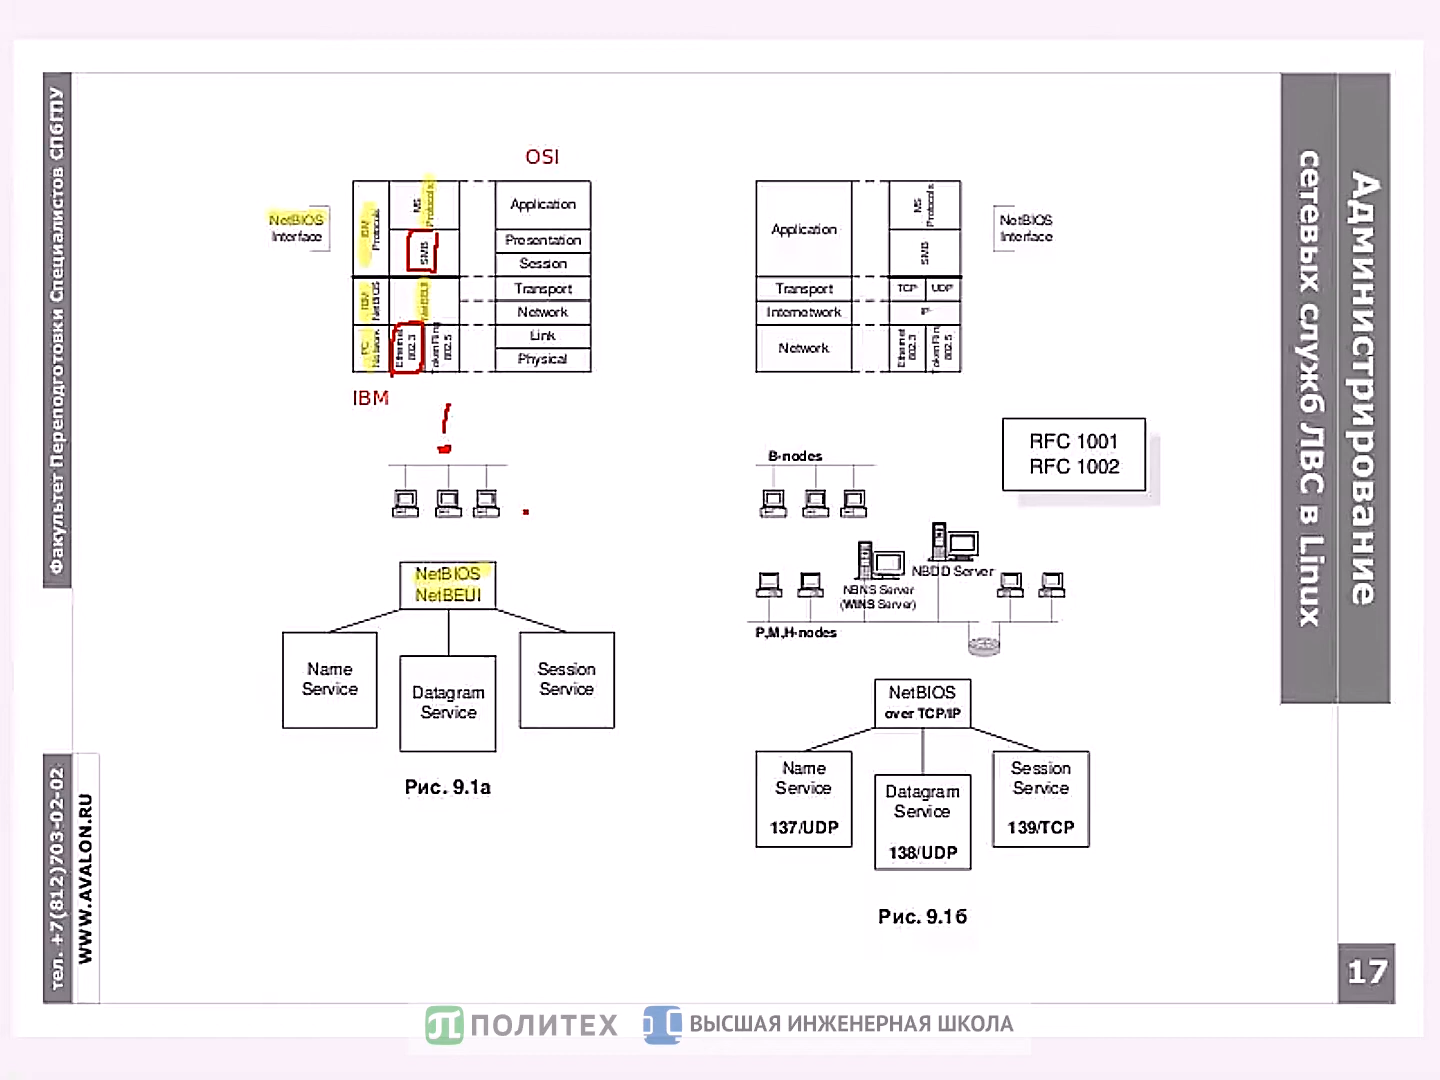 Факультет Переподготовки Специалистов СПбГПУ
тел. +7(812)703-02-02
WWW.AVALON.RU
Администрирование
сетевых служб ЛВС в Linux
17
OSI
NetBIOS
Interface
IBM
Protocols
MS
Protocols
SMB
IBM
NetBIOS
NetBEUI
PC
Network
Ethernet
802.3
802.5
Application
Presentation
Session
Transport
Network
Link
Physical
IBM
!
NetBIOS
NetBEUI
Name
Service
Datagram
Service
Session
Service
Рис. 9.1а
Application
Transport
Internetwork
Network
MS
Protocols
SMB
TCP
UDP
IP
Ethernet
802.3
802.5
NetBIOS
Interface
RFC 1001
RFC 1002
B-nodes
NBDD Server
NBNS Server
(WINS Server)
P,M,H-nodes
NetBIOS
over TCP/IP
Name
Service
137/UDP
Datagram
Service
138/UDP
Session
Service
139/TCP
Рис. 9.1б
ПОЛИТЕХ
ВЫСШАЯ ИНЖЕНЕРНАЯ ШКОЛА